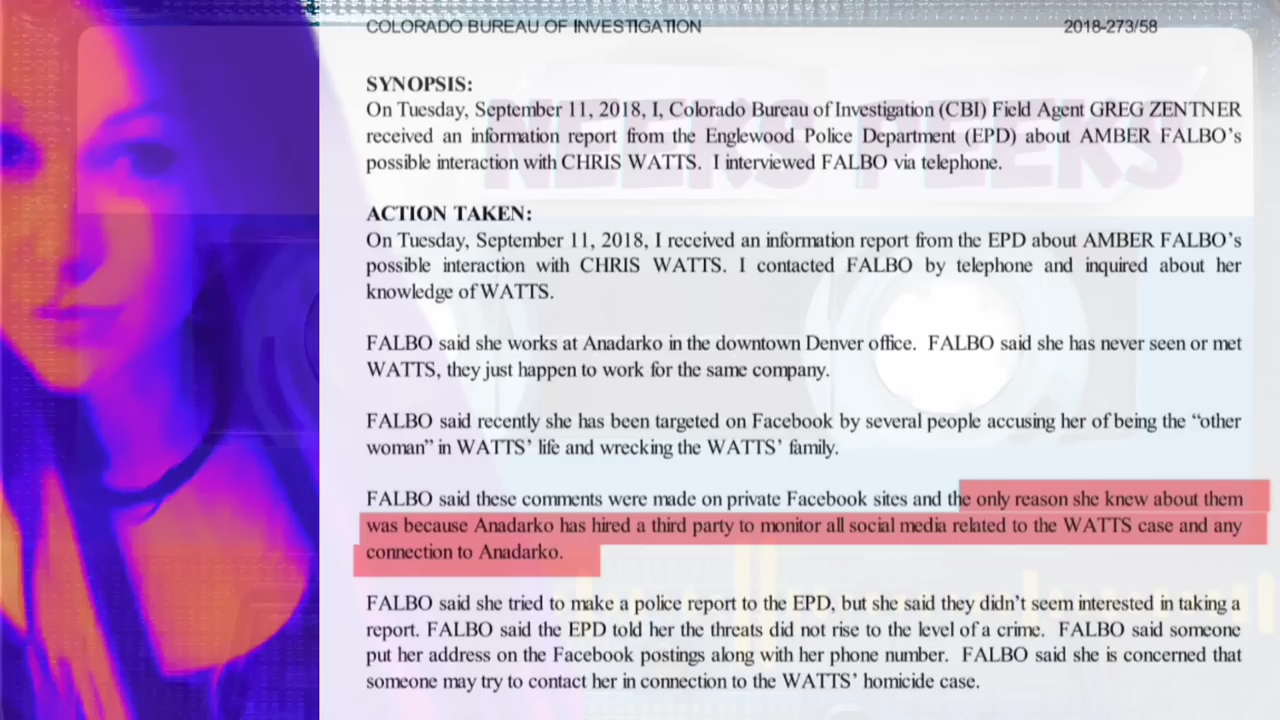 COLORADO BUREAU OF INVESTIGATION 2018-273/58
SYNOPSIS:
On Tuesday, September 11, 2018, I, Colorado Bureau of Investigation (CBI) Field Agent GREG ZENTNER
received an information report from the Englewood Police Department (EPD) about AMBER FALBO's
possible interaction with CHRIS WATTS. I interviewed FALBO via telephone.
ACTION TAKEN:
On Tuesday, September 11, 2018, I received an information report from the EPD about AMBER FALBO's
possible interaction with CHRIS WATTS. I contacted FALBO by telephone and inquired about her
knowledge of WATTS.
FALBO said she works at Anadarko in the downtown Denver office. FALBO said she has never seen or met
WATTS, they just happen to work for the same company.
FALBO said recently she has been targeted on Facebook by several people accusing her of being the “other
woman” in WATTS’ life and wrecking the WATTS’ family.
FALBO said these comments were made on private Facebook sites and the only reason she knew about them
was because Anadarko has hired a third party to monitor all social media related to the WATTS case and any
connection to Anadarko.
FALBO said she tried to make a police report to the EPD, but she said they didn’t seem interested in taking a
report. FALBO said the EPD told her the threats did not rise to the level of a crime. FALBO said someone
put her address on the Facebook postings along with her phone number. FALBO said she is concerned that
someone may try to contact her in connection to the WATTS’ homicide case.